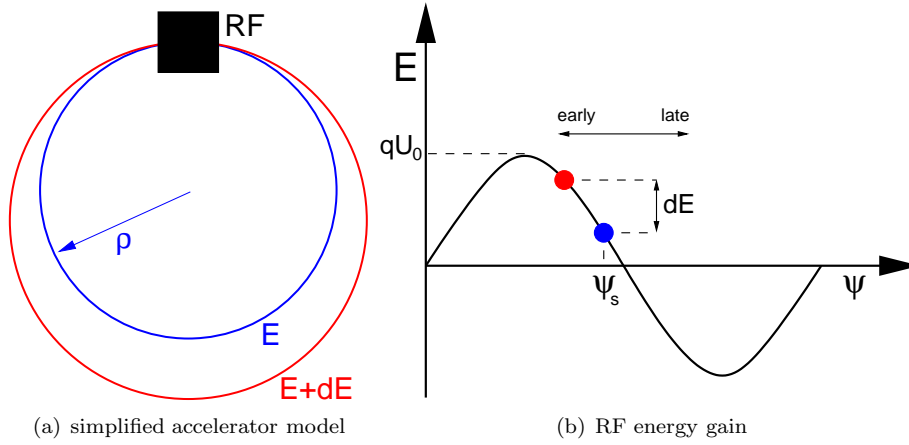 RF
ρ
E
E+dE
(a) simplified accelerator model
E
early late
qU₀
dE
ψₛ
ψ
(b) RF energy gain